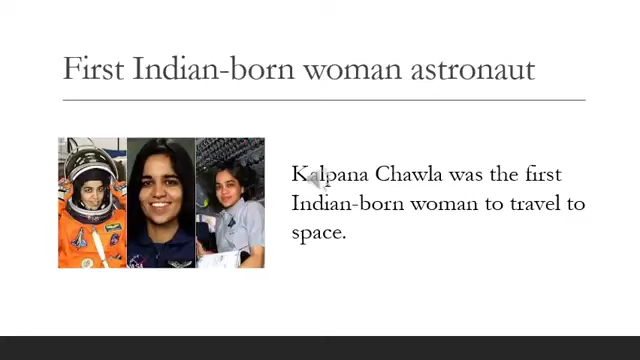 First Indian-born woman astronaut
Kalpana Chawla was the first
Indian-born woman to travel to
space.